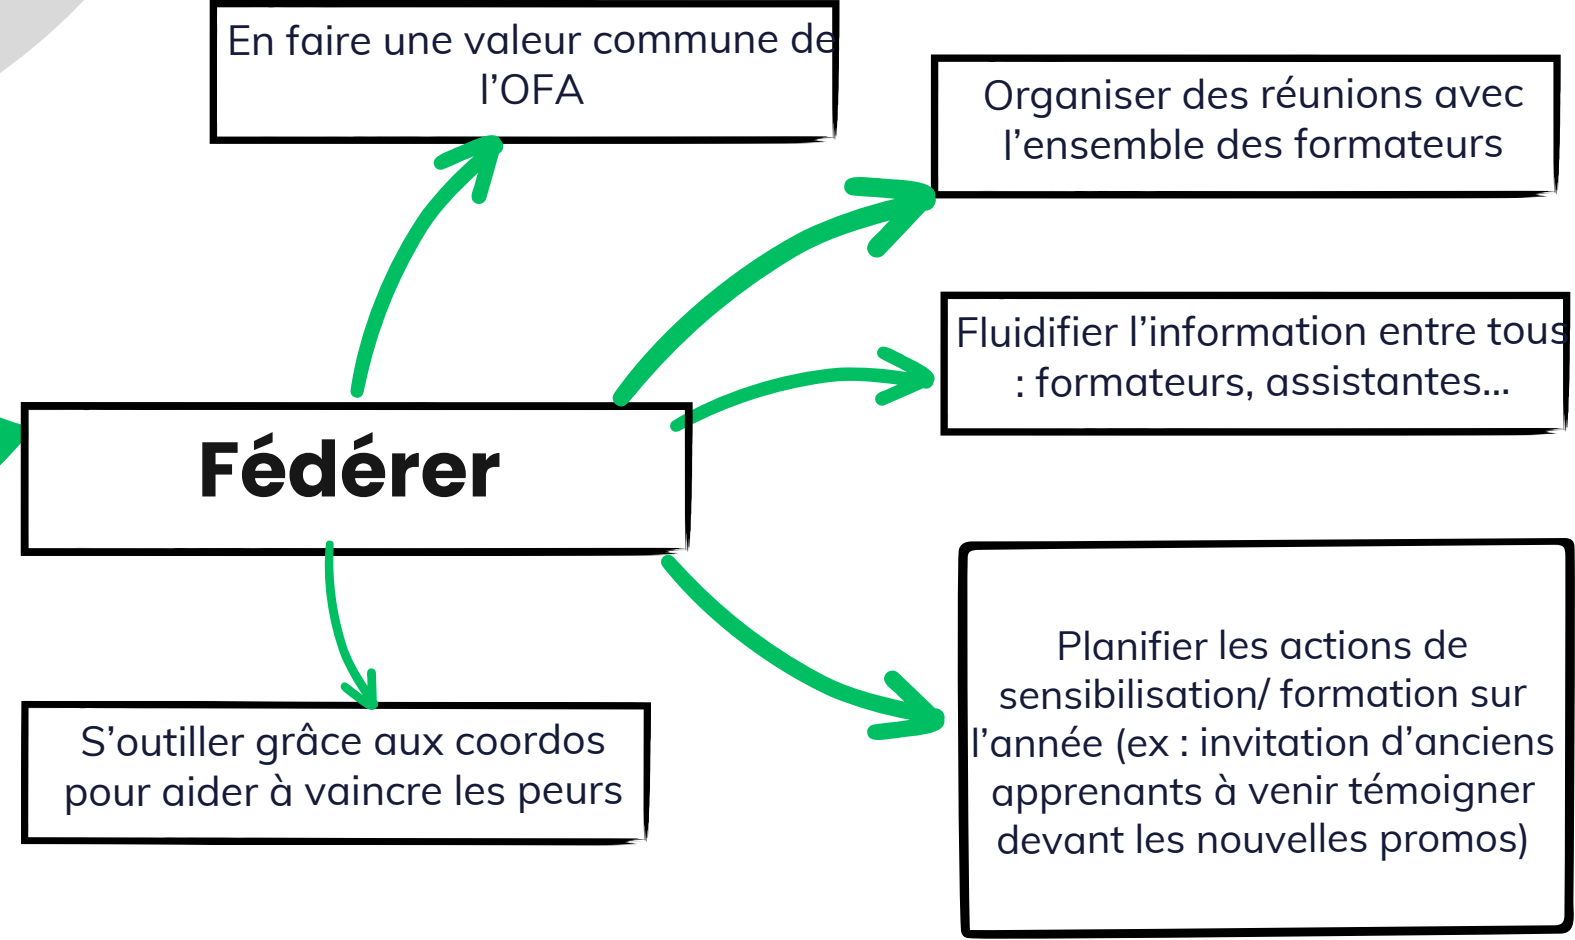 En faire une valeur commune de
l’OFA
Organiser des réunions avec
l’ensemble des formateurs
Fluidifier l’information entre tous
: formateurs, assistantes...
Fédérer
S’outiller grâce aux coordos
pour aider à vaincre les peurs
Planifier les actions de
sensibilisation/ formation sur
l’année (ex : invitation d’anciens
apprenants à venir témoigner
devant les nouvelles promos)